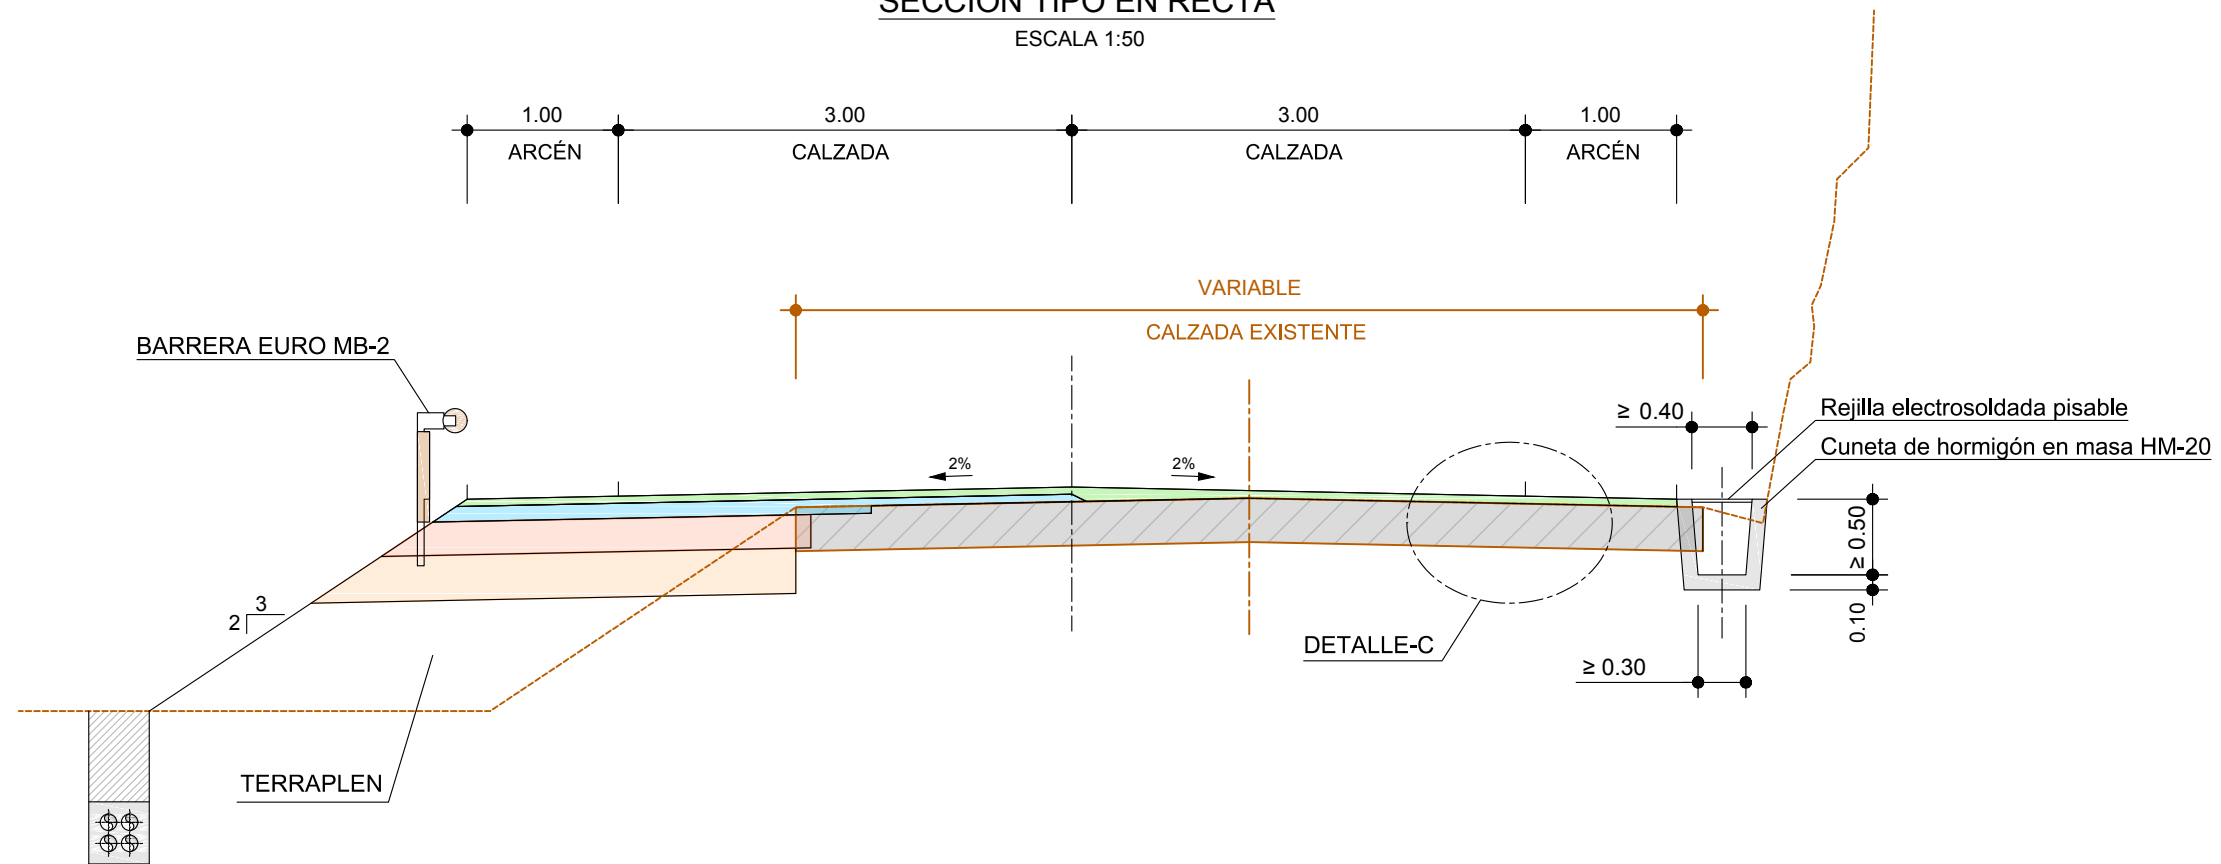 SECCIÓN TIPO EN RECTA
ESCALA 1:50
1.00
3.00
3.00
1.00
ARCÉN
CALZADA
CALZADA
ARCÉN
VARIABLE
CALZADA EXISTENTE
BARRERA EURO MB-2
≥ 0.40
Rejilla electrosoldada pisable
Cuneta de hormigón en masa HM-20
2%
2%
≥ 0.50
0.10
3
2
DETALLE-C
≥ 0.30
TERRAPLEN